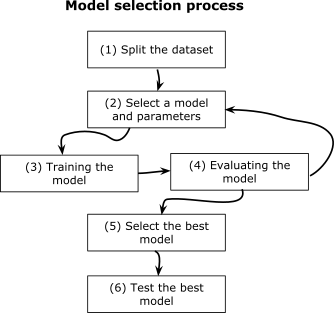 Model selection process
(1) Split the dataset
(2) Select a model
and parameters
(3) Training the
model
(4) Evaluating the
model
(5) Select the best
model
(6) Test the best
model